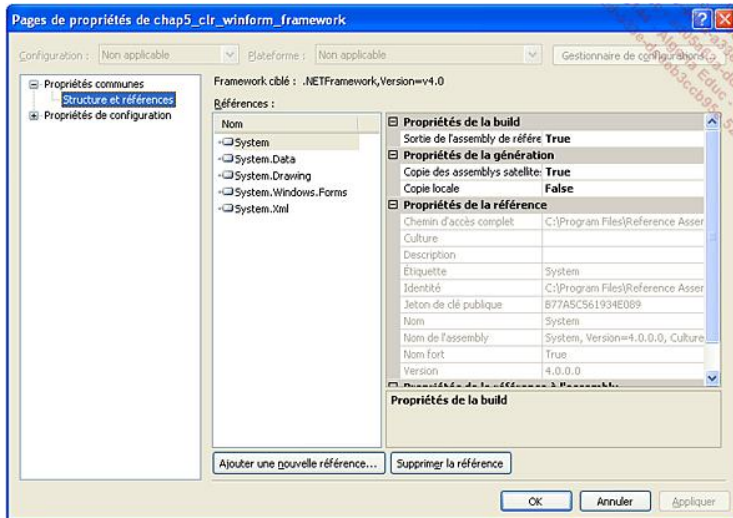 Pages de propriétés de chap5_clr_winform_framework
Configuration : Non applicable Plateforme : Non applicable Gestionnaire de configurations...
Propriétés communes
Structure et références
Propriétés de configuration
Framework ciblé : .NETFramework,Version=v4.0
Références :
Nom
System
System.Data
System.Drawing
System.Windows.Forms
System.Xml
Propriétés de la build
Sortie de l'assembly de référe True
Propriétés de la génération
Copie des assemblys satellite: True
Copie locale False
Propriétés de la référence
Chemin d'accès complet C:\Program Files\Reference Asser
Culture
Description
Étiquette System
Identité C:\Program Files\Reference Asser
Jeton de clé publique B77A5C561934E089
Nom System
Nom de l'assembly System, Version=4.0.0.0, Culture
Nom fort True
Version 4.0.0.0
Propriétés de la référence à l'assembly
Propriétés de la build
Ajouter une nouvelle référence... Supprimer la référence
OK Annuler Appliquer